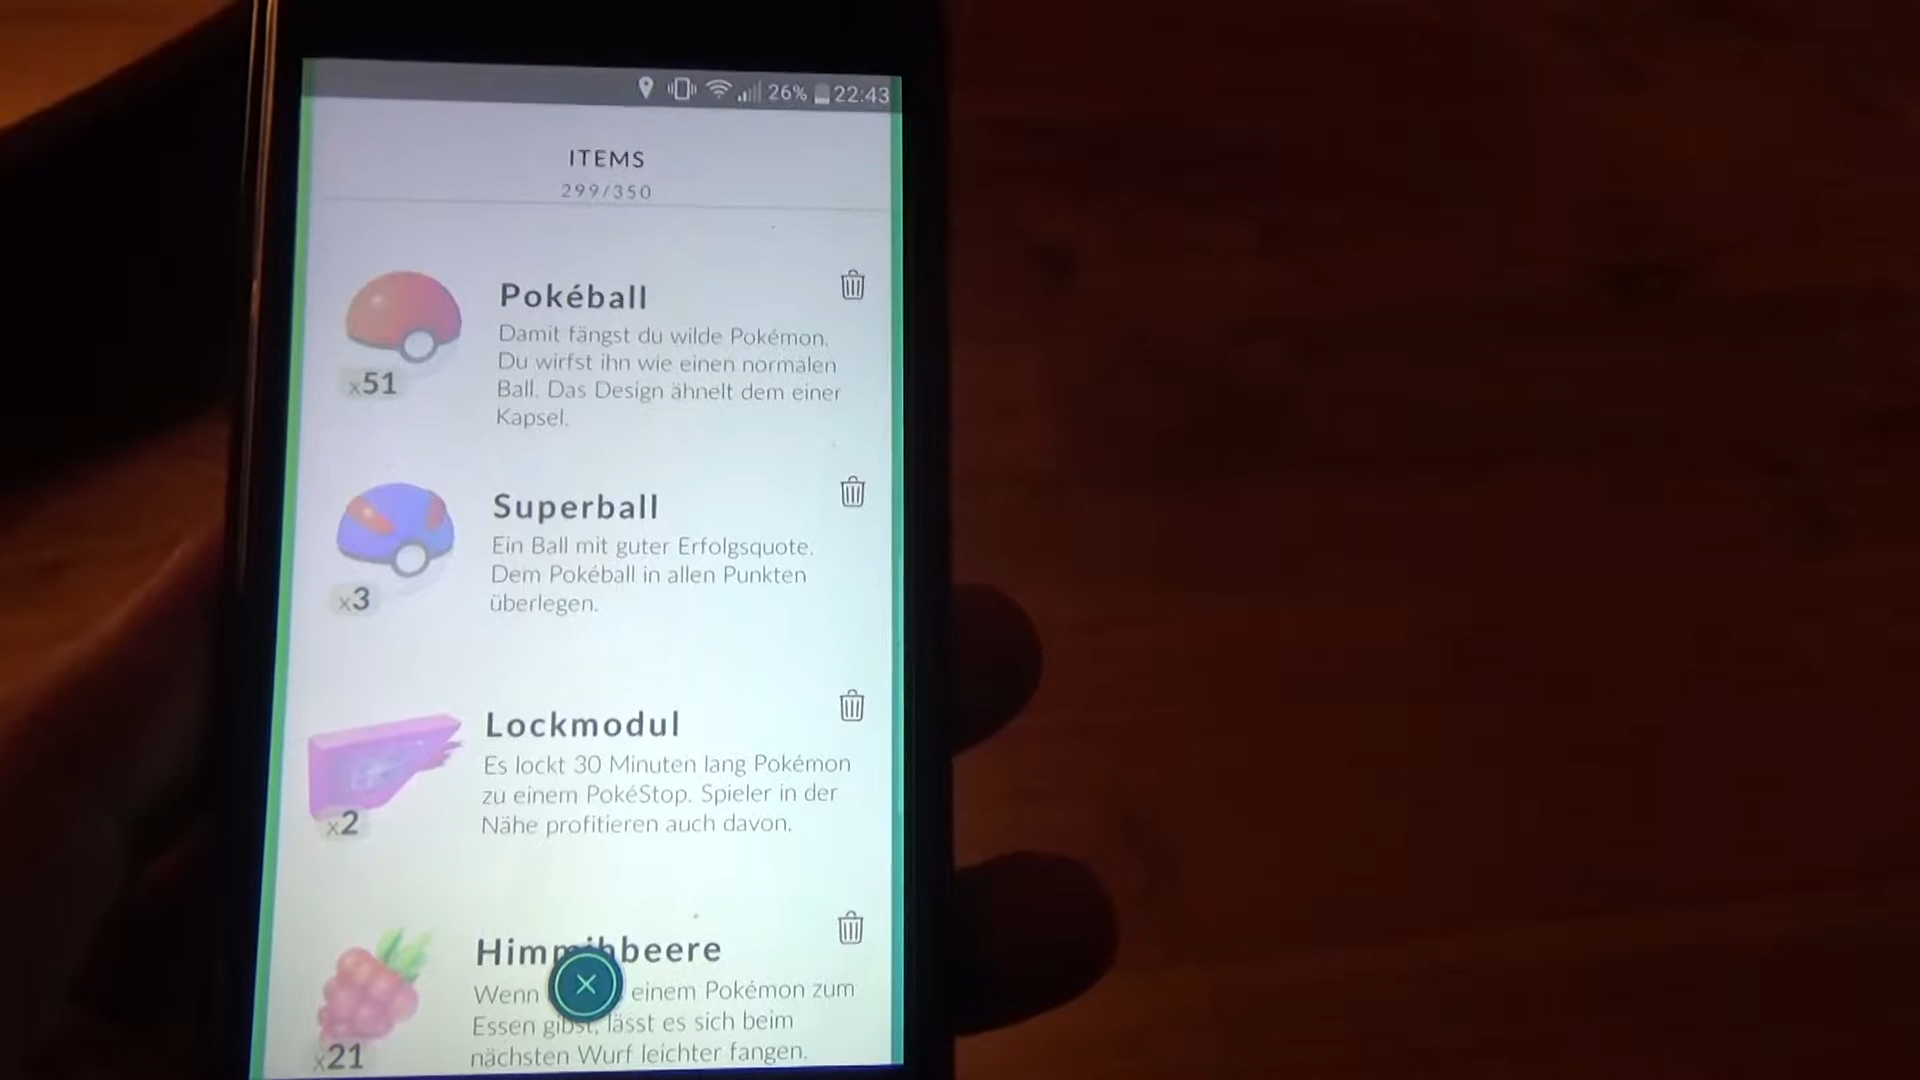 26% 22:43
ITEMS
299/350
Pokéball
Damit fängst du wilde Pokémon.
Du wirfst ihn wie einen normalen
Ball. Das Design ähnelt dem einer
Kapsel.
x51
Superball
Ein Ball mit guter Erfolgsquote.
Dem Pokéball in allen Punkten
überlegen.
x3
Lockmodul
Es lockt 30 Minuten lang Pokémon
zu einem PokéStop. Spieler in der
Nähe profitieren auch davon.
x2
Himmihbeere
Wenn einem Pokémon zum
Essen gibst, lässt es sich beim
nächsten Wurf leichter fangen.
x21